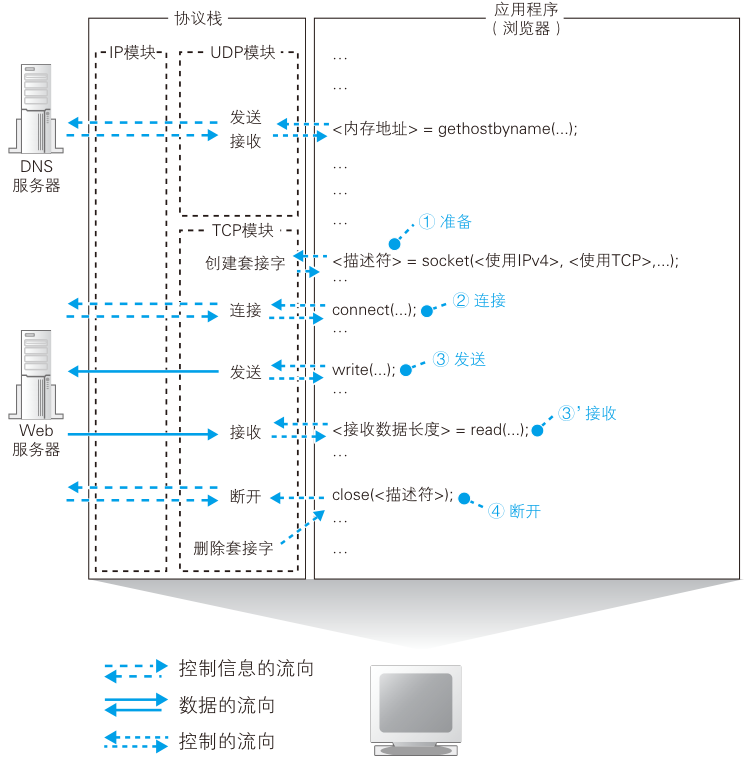 协议栈
应用程序
（浏览器）
IP模块
UDP模块
...
...
发送
接收
<内存地址> = gethostbyname(...);
DNS
服务器
...
...
...
① 准备
TCP模块
创建套接字
<描述符> = socket(<使用IPv4>, <使用TCP>,...);
...
② 连接
连接
connect(...);
...
③ 发送
发送
write(...);
...
③' 接收
Web
服务器
接收
<接收数据长度> = read(...);
...
断开
close(<描述符>);
④ 断开
...
删除套接字
...
控制信息的流向
数据的流向
控制的流向